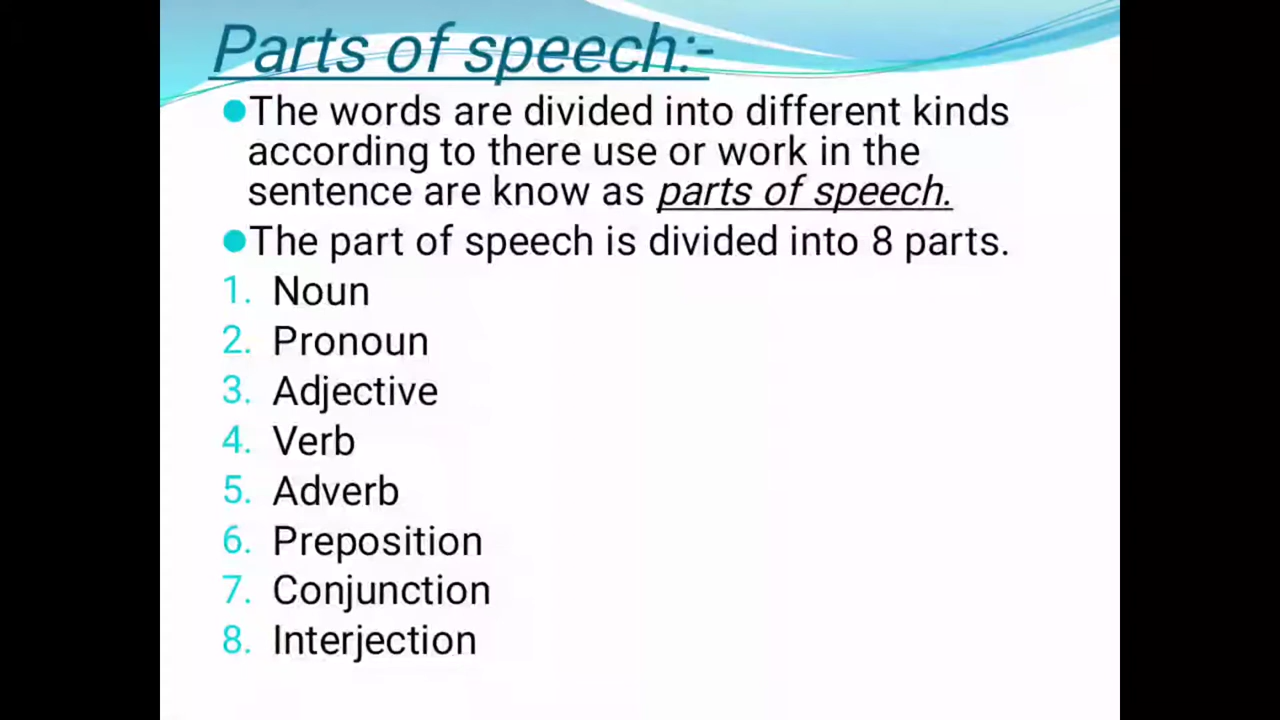 Parts of speech:-
The words are divided into different kinds
according to there use or work in the
sentence are know as parts of speech.
The part of speech is divided into 8 parts.
1. Noun
2. Pronoun
3. Adjective
4. Verb
5. Adverb
6. Preposition
7. Conjunction
8. Interjection